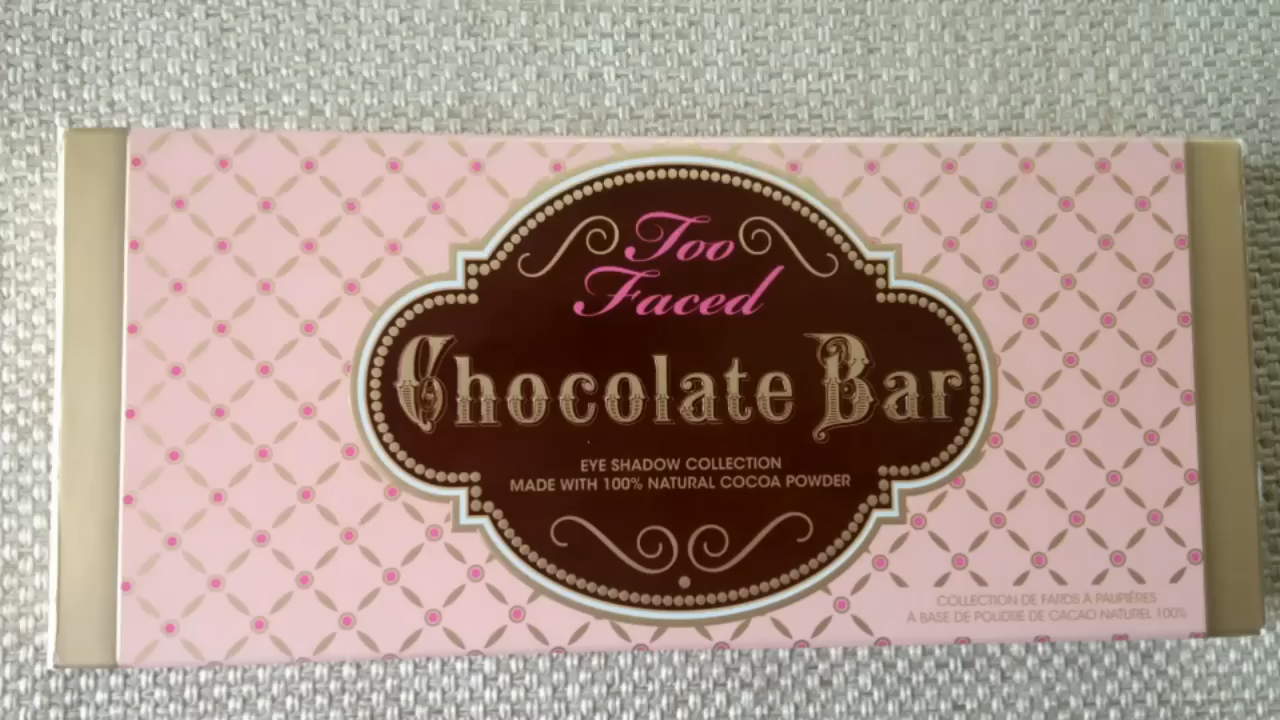 Too
Faced
Chocolate Bar
EYE SHADOW COLLECTION
MADE WITH 100% NATURAL COCOA POWDER
COLLECTION DE FARDS À PAUPIÈRES
À BASE DE POUDRE DE CACAO NATUREL 100%